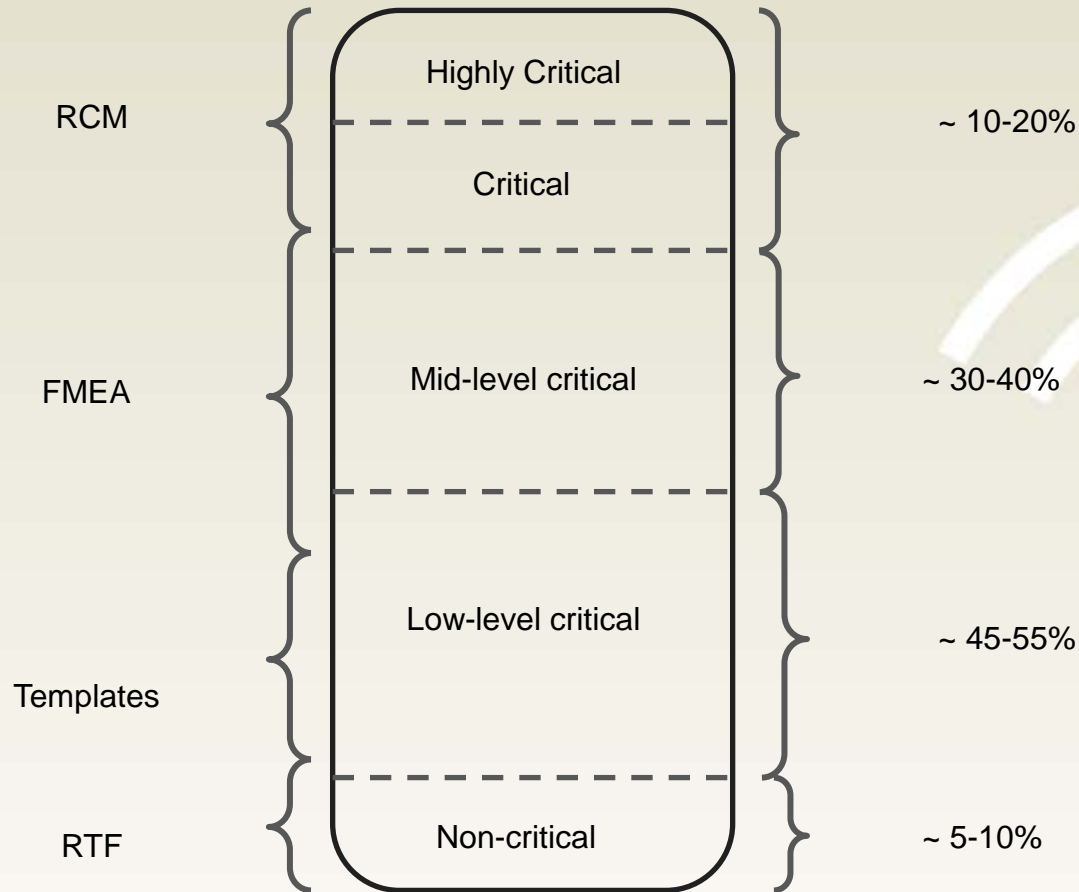 Highly Critical
RCM
~ 10-20%
Critical
Mid-level critical
FMEA
~ 30-40%
Low-level critical
~ 45-55%
Templates
Non-critical
RTF
~ 5-10%